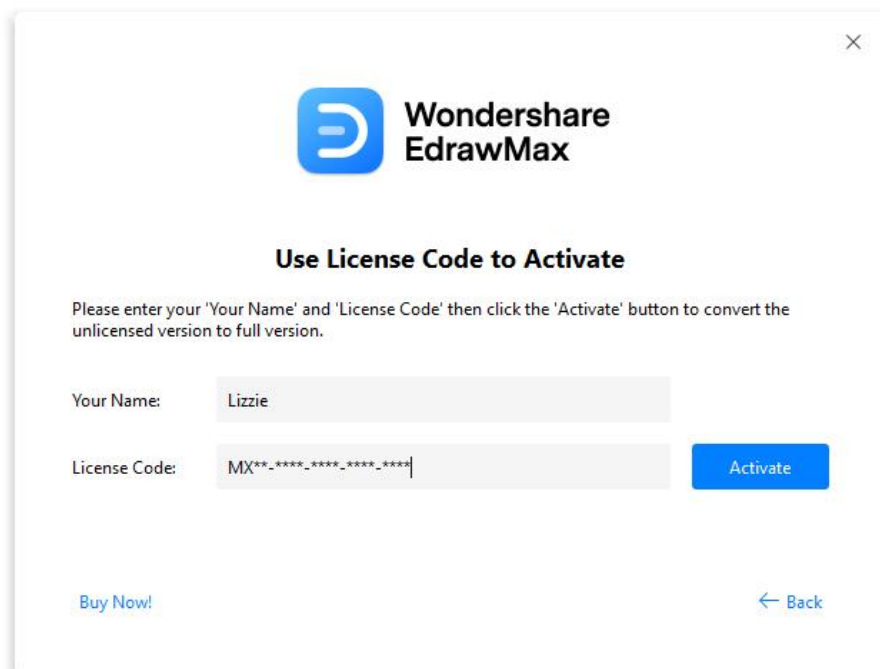 Wondershare
EdrawMax
Use License Code to Activate
Please enter your 'Your Name' and 'License Code' then click the 'Activate' button to convert the
unlicensed version to full version.
Your Name:
Lizzie
License Code:
MX**-****-****-****-****
Activate
Buy Now!
← Back